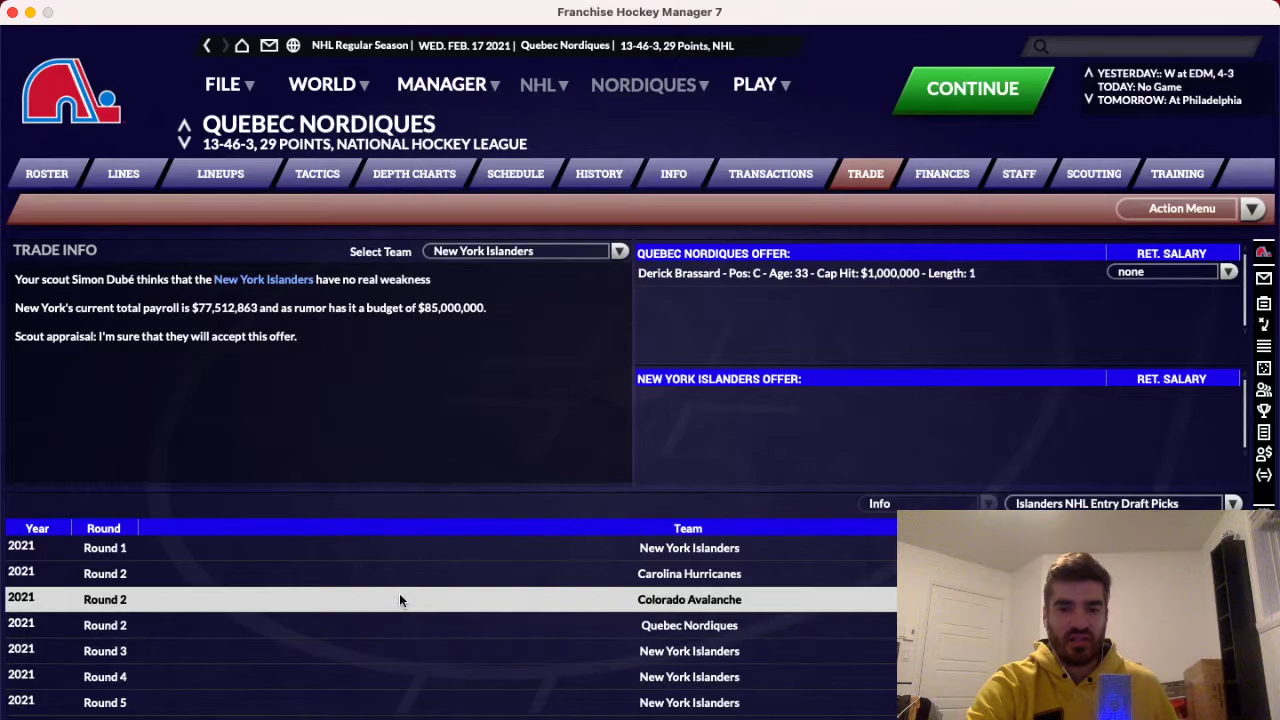 Franchise Hockey Manager 7
NHL Regular Season | WED. FEB. 17 2021 | Quebec Nordiques | 13-46-3, 29 Points, NHL
FILE WORLD MANAGER NHL NORDIQUES PLAY
CONTINUE
YESTERDAY:: W at EDM, 4-3
TODAY: No Game
TOMORROW: At Philadelphia
QUEBEC NORDIQUES
13-46-3, 29 POINTS, NATIONAL HOCKEY LEAGUE
ROSTER LINES LINEUPS TACTICS DEPTH CHARTS SCHEDULE HISTORY INFO TRANSACTIONS TRADE FINANCES STAFF SCOUTING TRAINING
Action Menu
TRADE INFO Select Team New York Islanders
Your scout Simon Dubé thinks that the New York Islanders have no real weakness
New York's current total payroll is $77,512,863 and as rumor has it a budget of $85,000,000.
Scout appraisal: I'm sure that they will accept this offer.
QUEBEC NORDIQUES OFFER: RET. SALARY
Derick Brassard - Pos: C - Age: 33 - Cap Hit: $1,000,000 - Length: 1 none
NEW YORK ISLANDERS OFFER: RET. SALARY
Info Islanders NHL Entry Draft Picks
Year Round Team
2021 Round 1 New York Islanders
2021 Round 2 Carolina Hurricanes
2021 Round 2 Colorado Avalanche
2021 Round 2 Quebec Nordiques
2021 Round 3 New York Islanders
2021 Round 4 New York Islanders
2021 Round 5 New York Islanders